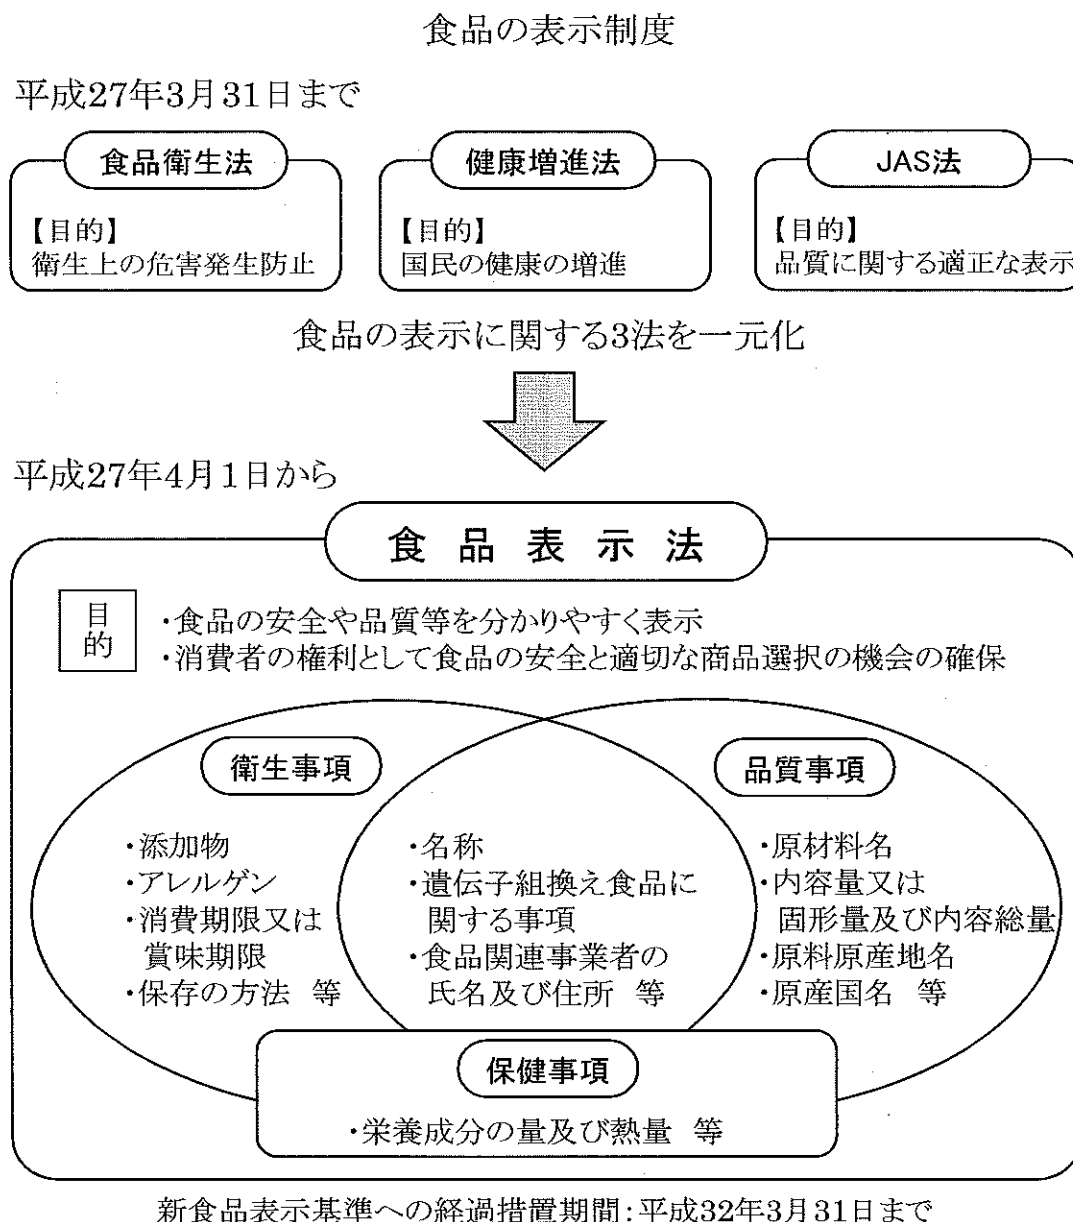 食品の表示制度
平成27年3月31日まで
食品衛生法
【目的】
衛生上の危害発生防止
健康増進法
【目的】
国民の健康の増進
JAS法
【目的】
品質に関する適正な表示
食品の表示に関する3法を一元化
平成27年4月1日から
食品表示法
目的
・食品の安全や品質等を分かりやすく表示
・消費者の権利として食品の安全と適切な商品選択の機会の確保
衛生事項
・添加物
・アレルゲン
・消費期限又は
賞味期限
・保存の方法 等
・名称
・遺伝子組換え食品に
関する事項
・食品関連事業者の
氏名及び住所 等
品質事項
・原材料名
・内容量又は
固形量及び内容総量
・原料原産地名
・原産国名 等
保健事項
・栄養成分の量及び熱量 等
新食品表示基準への経過措置期間:平成32年3月31日まで